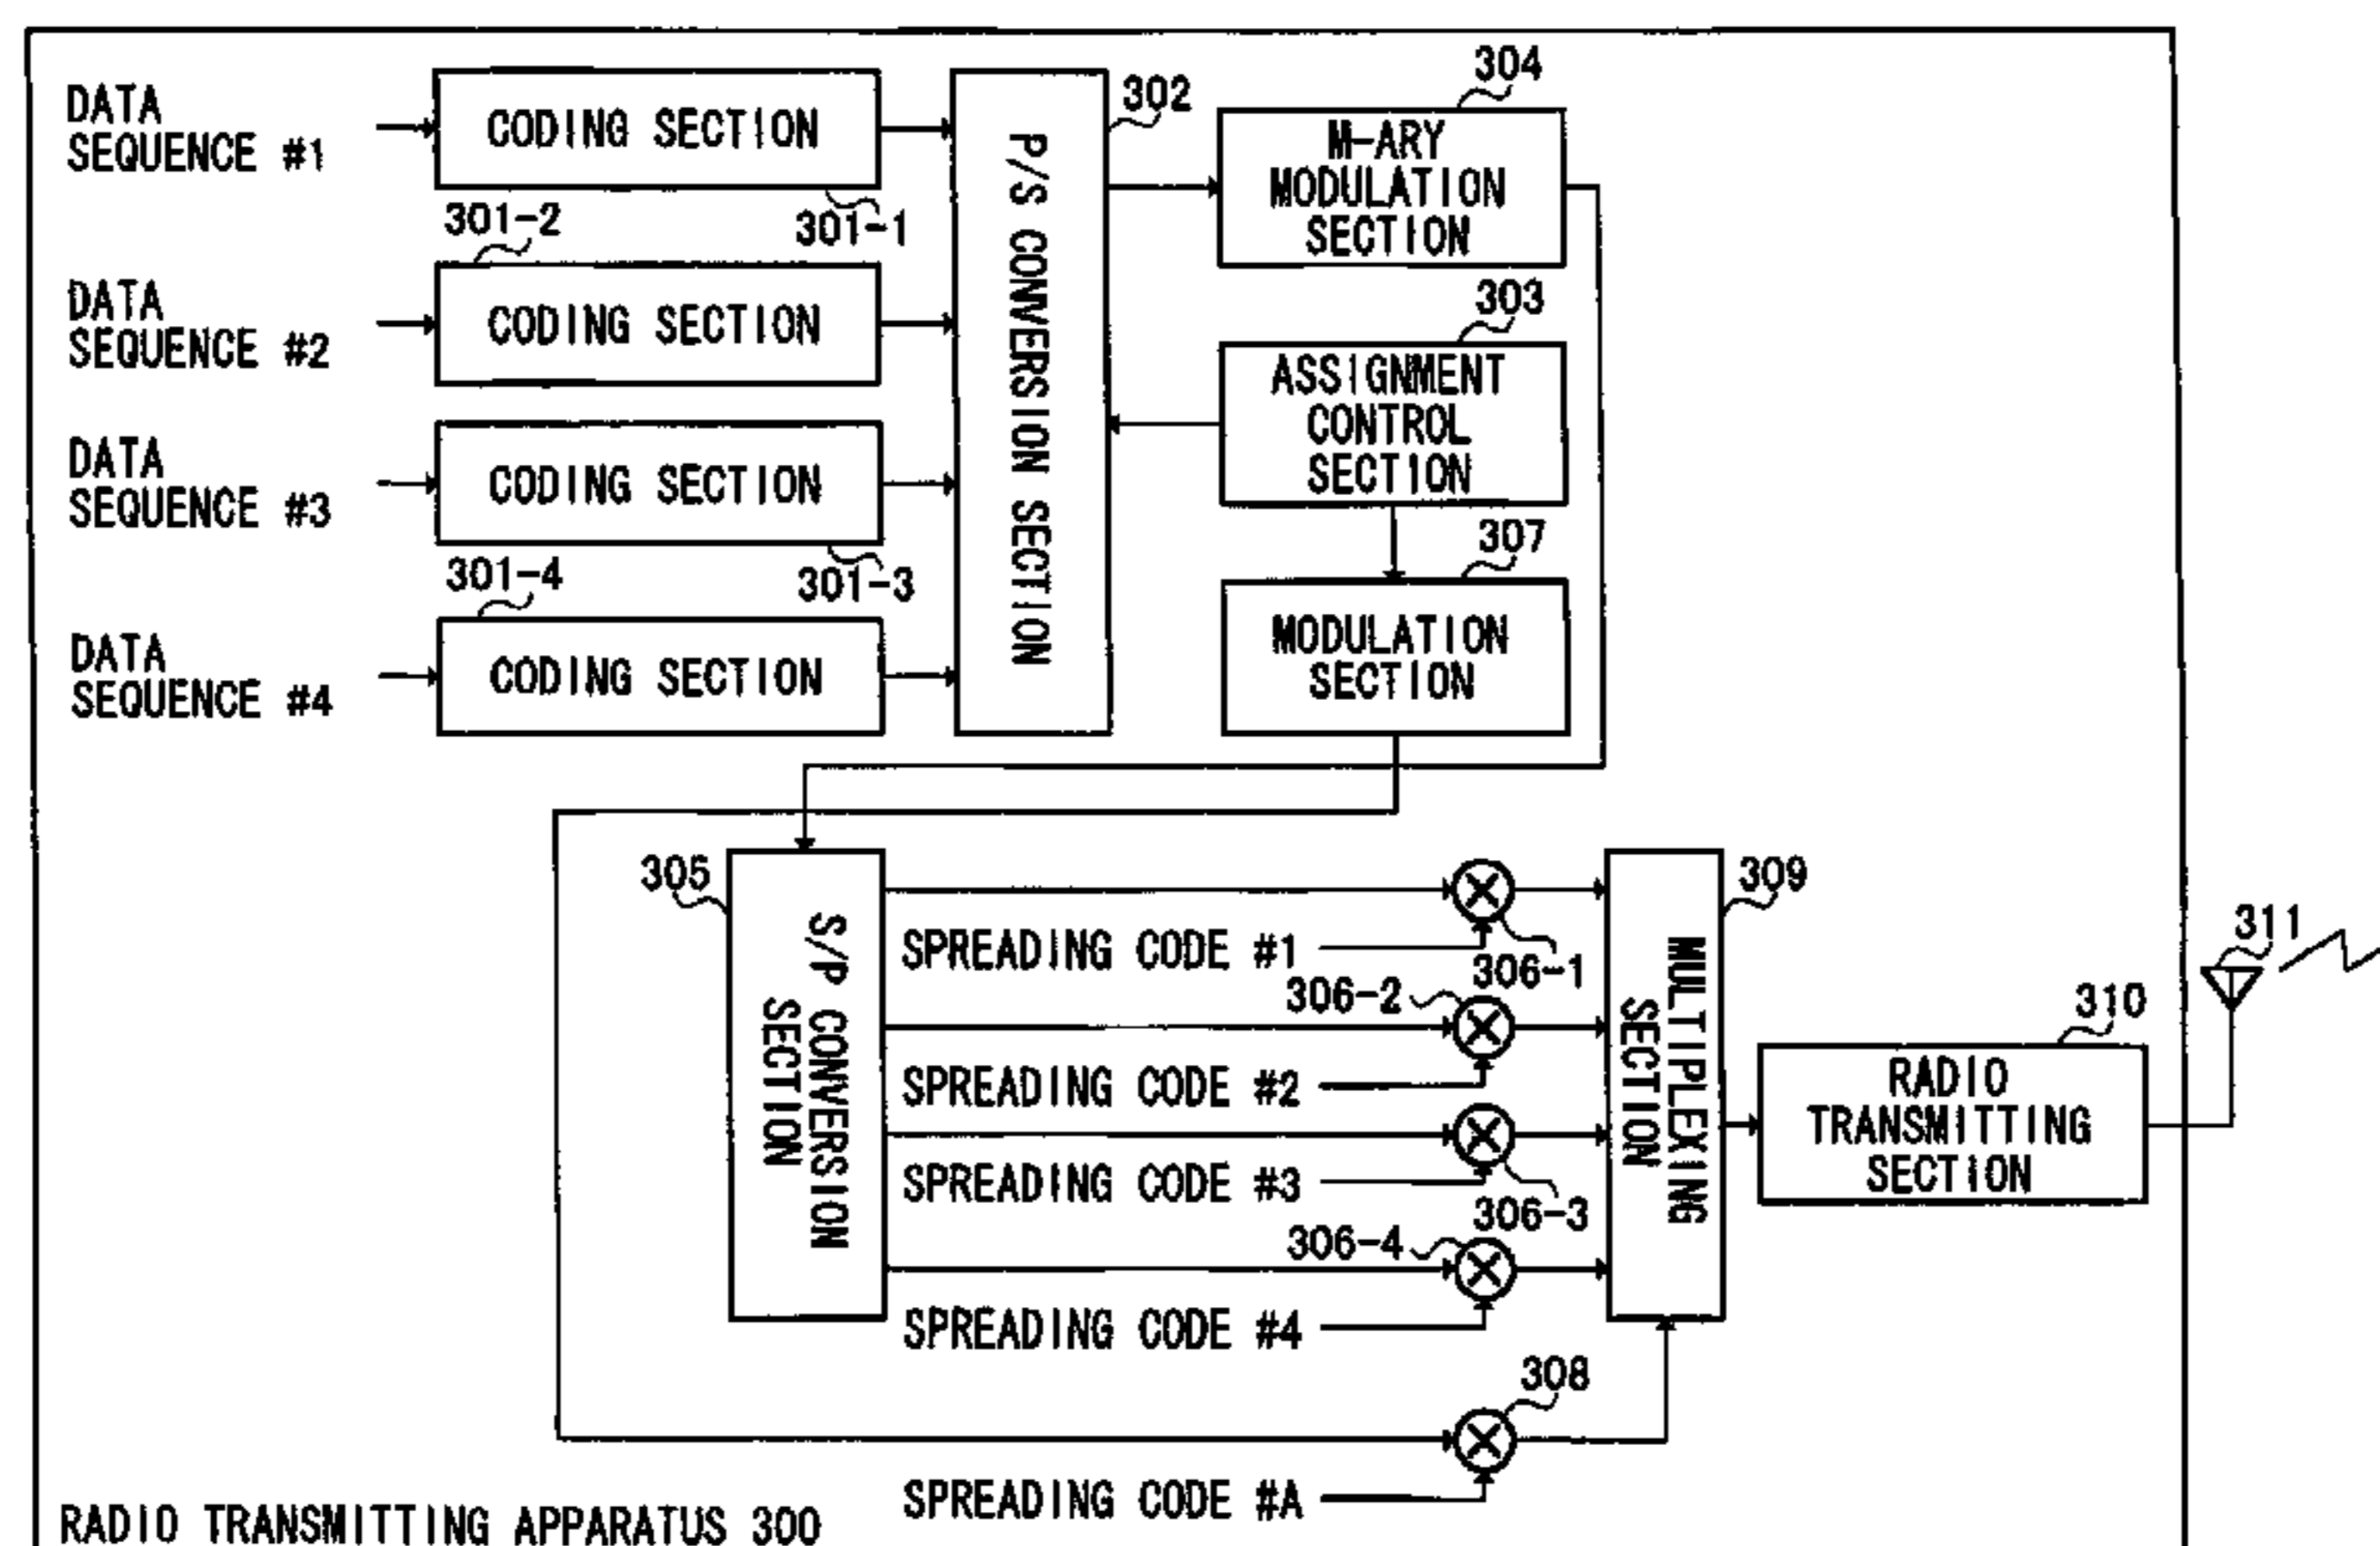 DATA
SEQUENCE #1
CODING SECTION
301-1
301-2
DATA
SEQUENCE #2
CODING SECTION
DATA
SEQUENCE #3
CODING SECTION
301-3
301-4
DATA
SEQUENCE #4
CODING SECTION
P/S CONVERSION SECTION
302
304
M-ARY
MODULATION
SECTION
303
ASSIGNMENT
CONTROL
SECTION
307
MODULATION
SECTION
305
S/P CONVERSION
SECTION
SPREADING CODE #1
306-1
306-2
SPREADING CODE #2
SPREADING CODE #3
306-3
306-4
SPREADING CODE #4
308
SPREADING CODE #A
309
MULTIPLEXING
SECTION
310
RADIO
TRANSMITTING
SECTION
311
RADIO TRANSMITTING APPARATUS 300